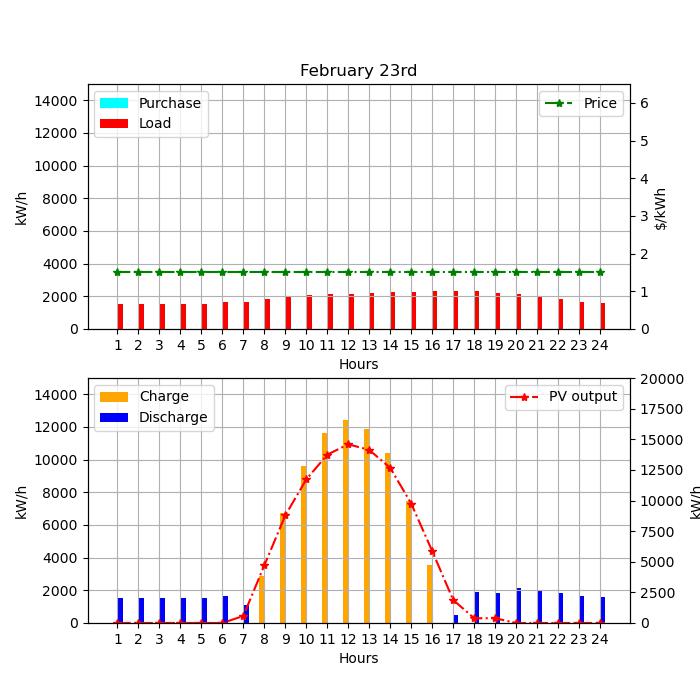 February 23rd
Purchase
Load
Price
14000
12000
10000
8000
6000
4000
2000
0
kW/h
6
5
4
3
2
1
0
$/kWh
1 2 3 4 5 6 7 8 9 10 11 12 13 14 15 16 17 18 19 20 21 22 23 24
Hours
Charge
Discharge
PV output
14000
12000
10000
8000
6000
4000
2000
0
kW/h
20000
17500
15000
12500
10000
7500
5000
2500
0
kW/h
1 2 3 4 5 6 7 8 9 10 11 12 13 14 15 16 17 18 19 20 21 22 23 24
Hours